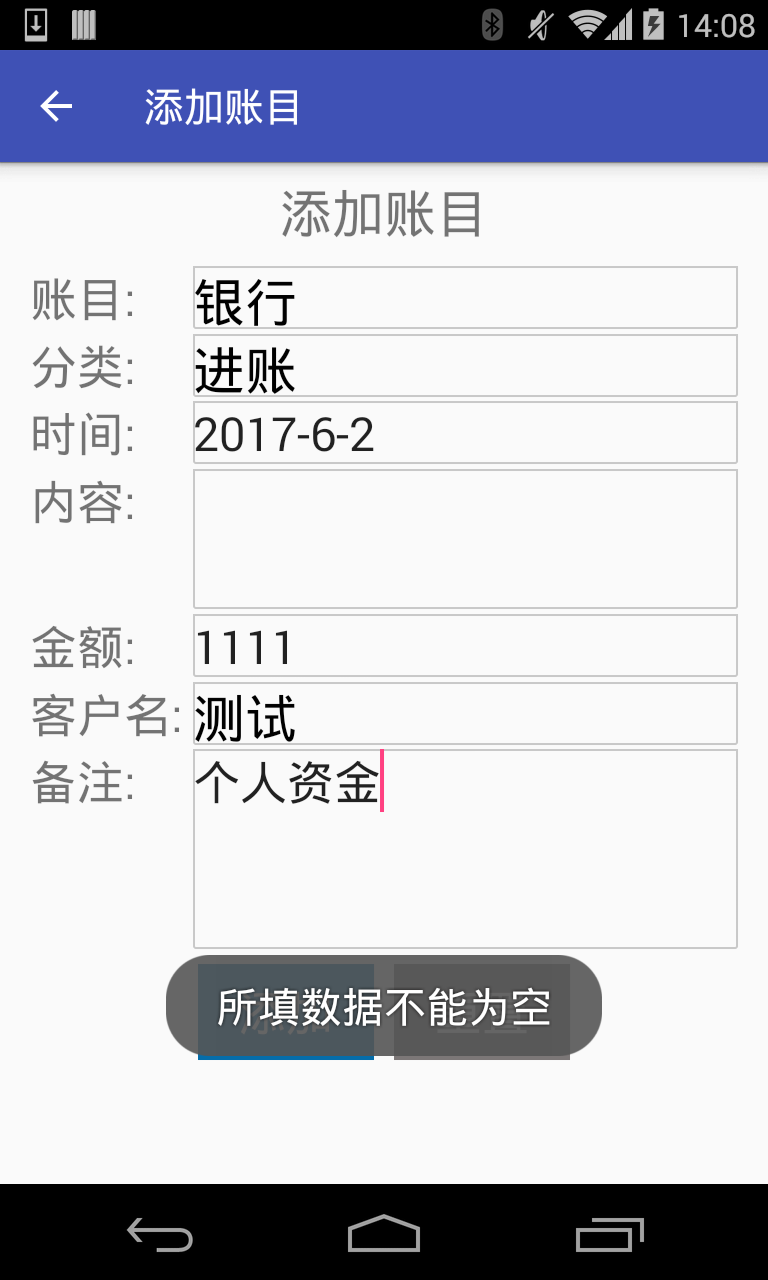 14:08
添加账目
添加账目
账目: 银行
分类: 进账
时间: 2017-6-2
内容:
金额: 1111
客户名: 测试
备注: 个人资金
所填数据不能为空